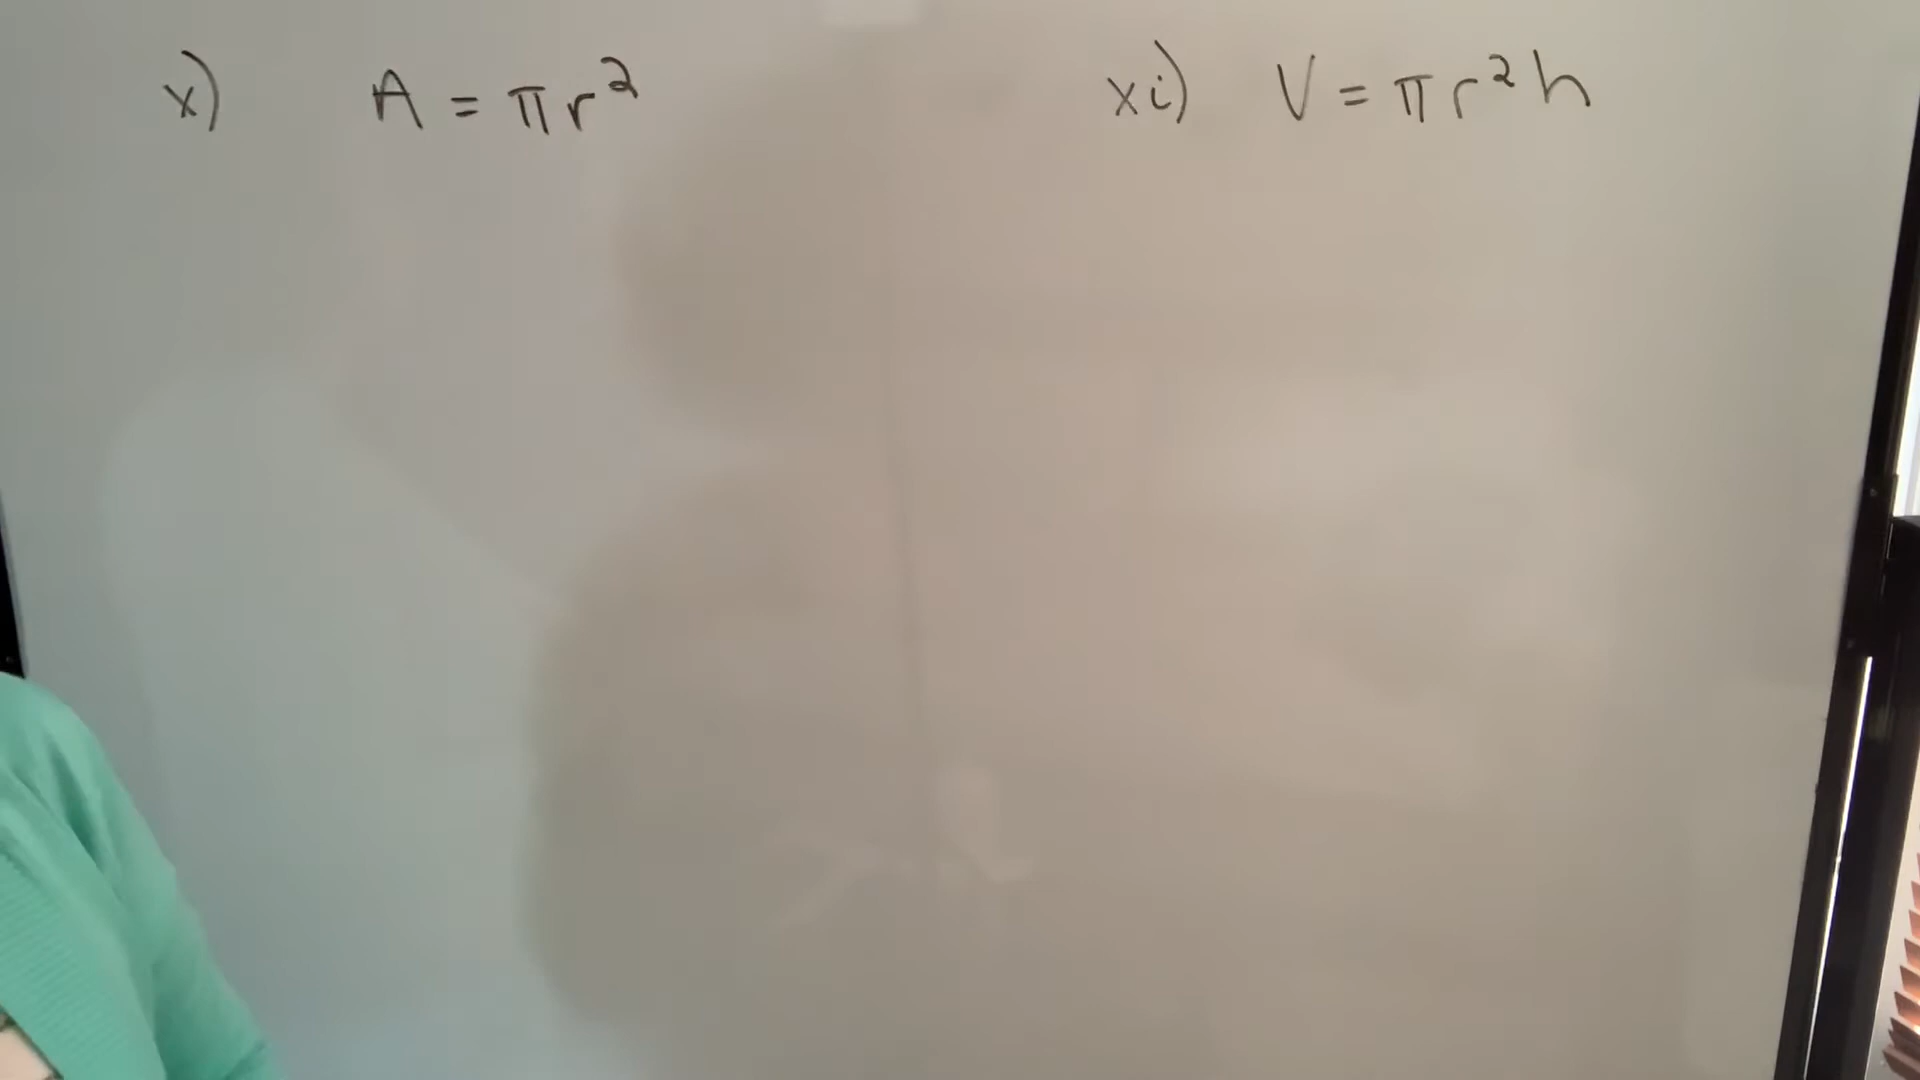 x) A = πr²
xi) V = πr²h